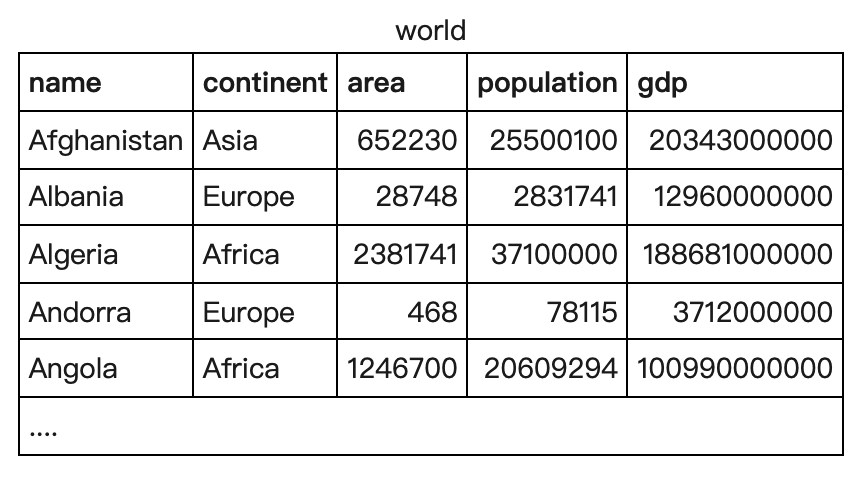 world
name continent area population gdp
Afghanistan Asia 652230 25500100 20343000000
Albania Europe 28748 2831741 12960000000
Algeria Africa 2381741 37100000 188681000000
Andorra Europe 468 78115 3712000000
Angola Africa 1246700 20609294 100990000000
....